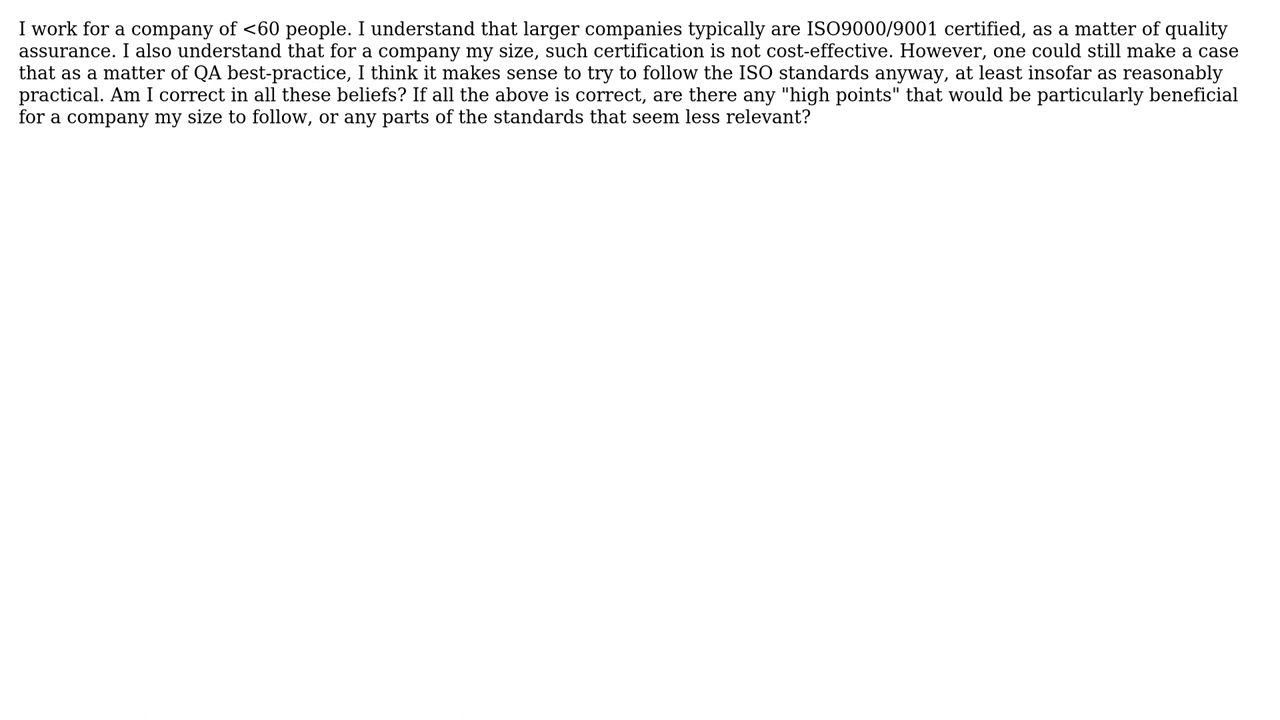 I work for a company of <60 people. I understand that larger companies typically are ISO9000/9001 certified, as a matter of quality
assurance. I also understand that for a company my size, such certification is not cost-effective. However, one could still make a case
that as a matter of QA best-practice, I think it makes sense to try to follow the ISO standards anyway, at least insofar as reasonably
practical. Am I correct in all these beliefs? If all the above is correct, are there any "high points" that would be particularly beneficial
for a company my size to follow, or any parts of the standards that seem less relevant?